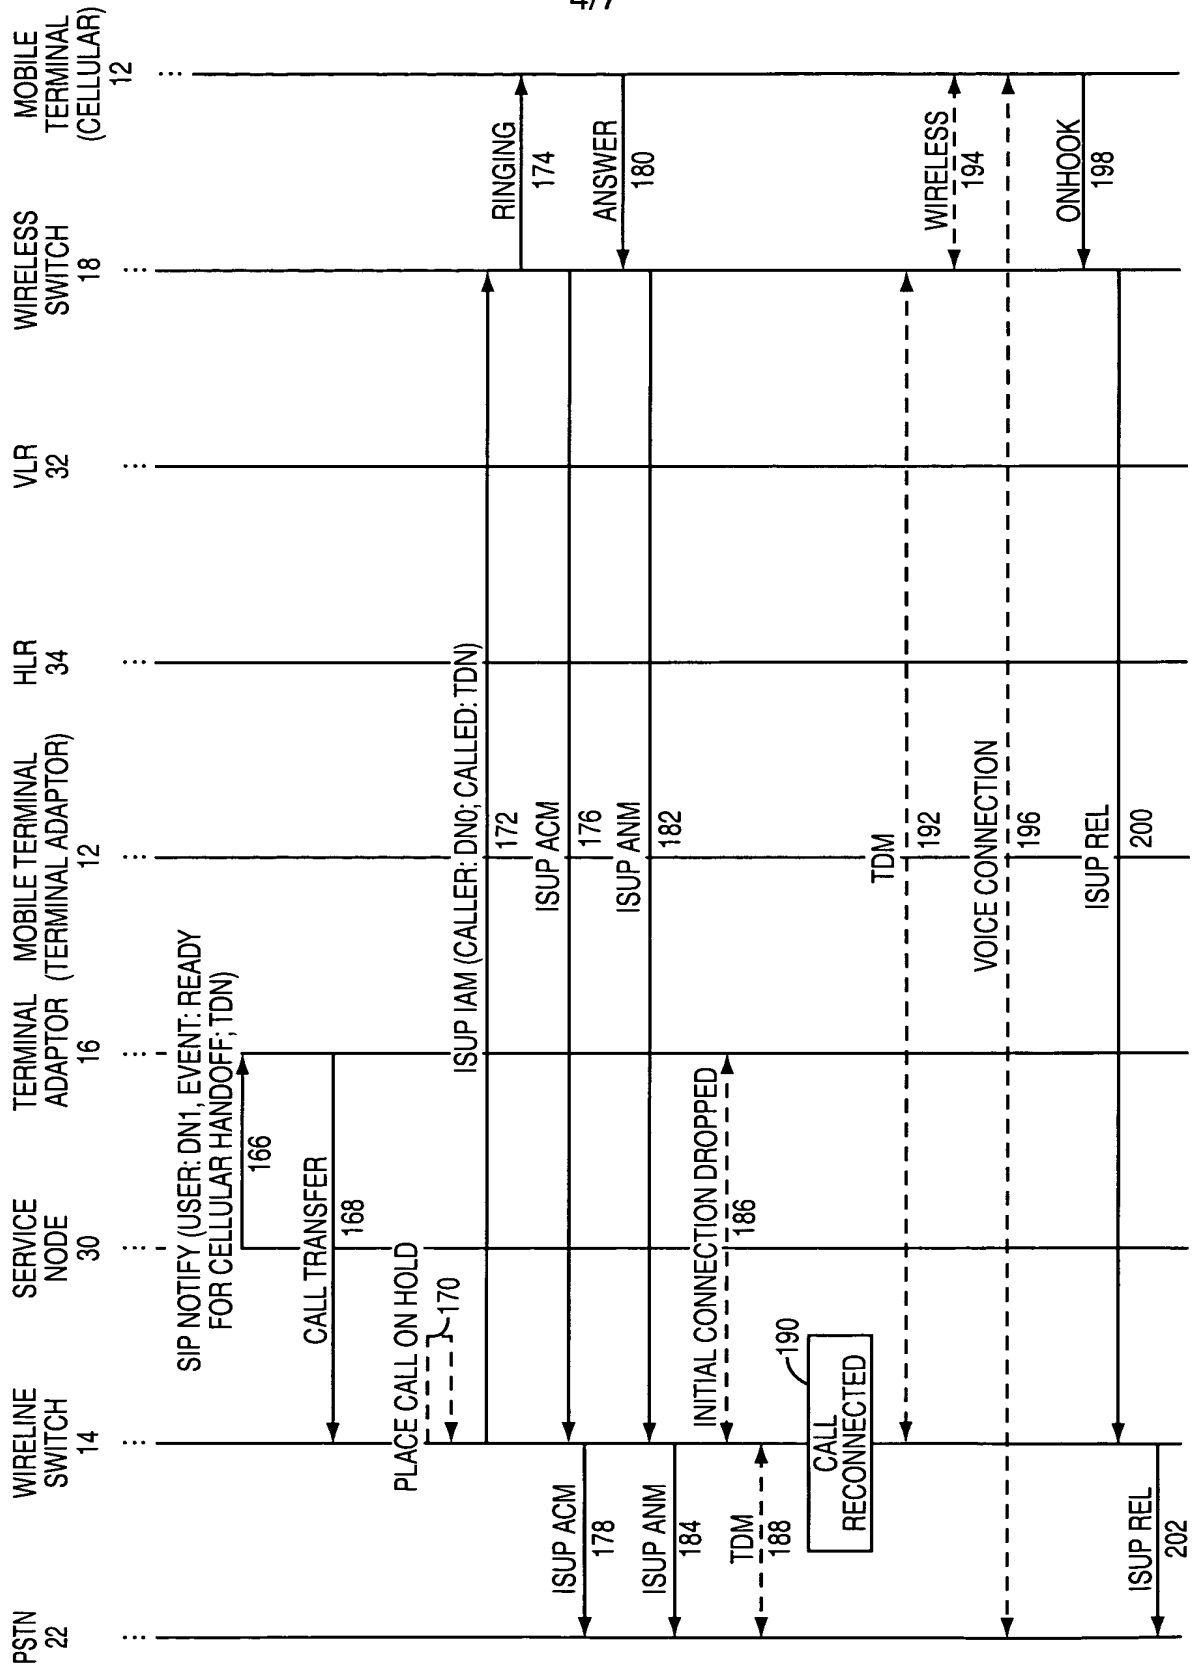 4/7
PSTN
22
WIRELINE
SWITCH
14
SERVICE
NODE
30
TERMINAL
ADAPTOR
16
MOBILE TERMINAL
(TERMINAL ADAPTOR)
12
HLR
34
VLR
32
WIRELESS
SWITCH
18
MOBILE
TERMINAL
(CELLULAR)
12
SIP NOTIFY (USER: DN1, EVENT: READY
FOR CELLULAR HANDOFF; TDN)
166
CALL TRANSFER
168
PLACE CALL ON HOLD
170
ISUP IAM (CALLER: DN0; CALLED: TDN)
172
RINGING
174
ISUP ACM
176
ISUP ACM
178
ANSWER
180
ISUP ANM
182
ISUP ANM
184
INITIAL CONNECTION DROPPED
186
TDM
188
CALL
RECONNECTED
190
TDM
192
WIRELESS
194
VOICE CONNECTION
196
ONHOOK
198
ISUP REL
200
ISUP REL
202